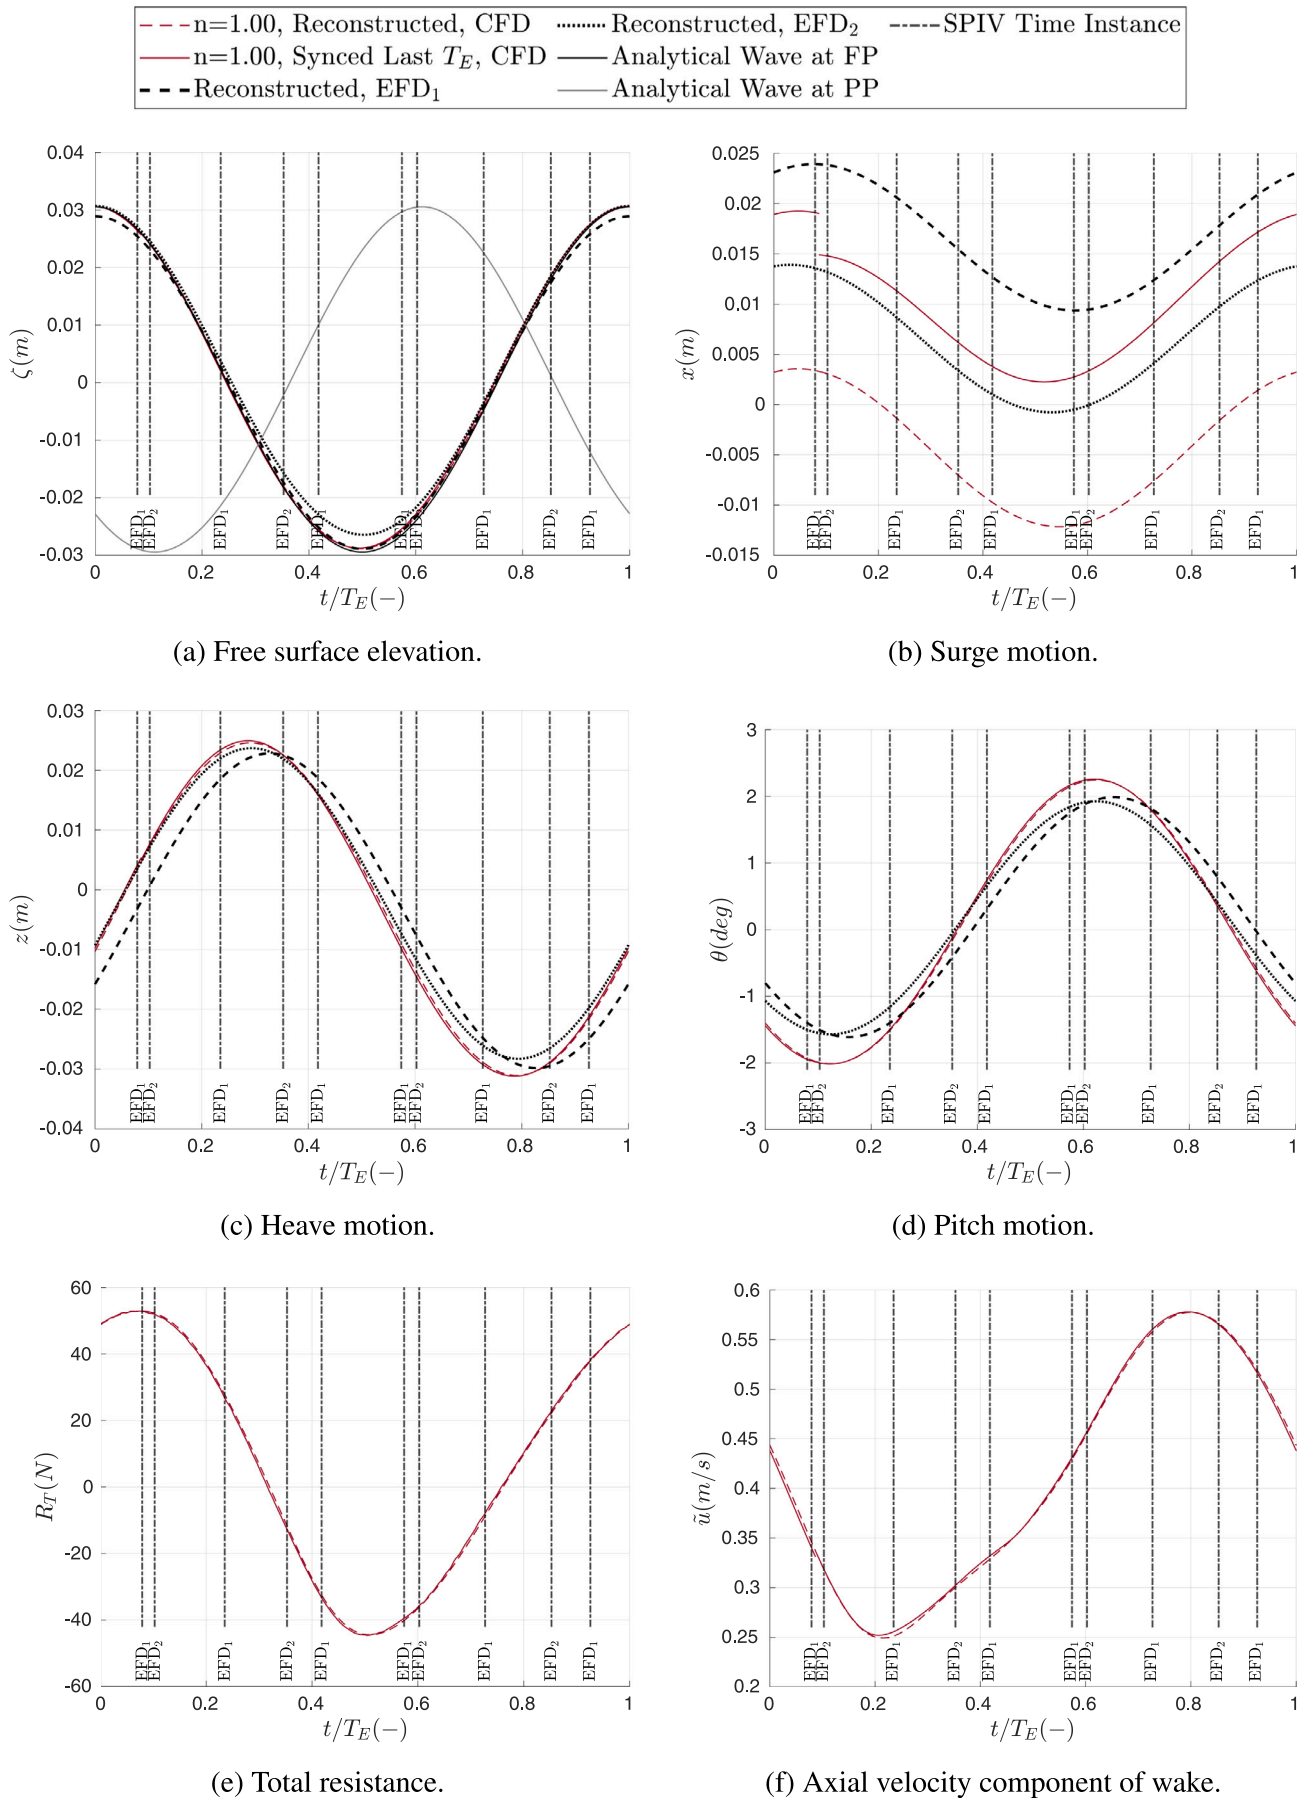 n=1.00, Reconstructed, CFD
Reconstructed, EFD₂
SPIV Time Instance
n=1.00, Synced Last T_E, CFD
Analytical Wave at FP
Reconstructed, EFD₁
Analytical Wave at PP
0.04
0.03
0.02
0.01
0
-0.01
-0.02
-0.03
ζ(m)
EFD₁
EFD₂
EFD₁
EFD₂
EFD₁
EFD₁
EFD₂
EFD₁
EFD₂
EFD₁
0 0.2 0.4 0.6 0.8 1
t/T_E(−)
(a) Free surface elevation.
0.025
0.02
0.015
0.01
0.005
0
-0.005
-0.01
-0.015
x(m)
EFD₁
EFD₂
EFD₁
EFD₂
EFD₁
EFD₁
EFD₂
EFD₁
EFD₂
EFD₁
0 0.2 0.4 0.6 0.8 1
t/T_E(−)
(b) Surge motion.
0.03
0.02
0.01
0
-0.01
-0.02
-0.03
-0.04
z(m)
EFD₁
EFD₂
EFD₁
EFD₂
EFD₁
EFD₁
EFD₂
EFD₁
EFD₂
EFD₁
0 0.2 0.4 0.6 0.8 1
t/T_E(−)
(c) Heave motion.
3
2
1
0
-1
-2
-3
θ(deg)
EFD₁
EFD₂
EFD₁
EFD₂
EFD₁
EFD₁
EFD₂
EFD₁
EFD₂
EFD₁
0 0.2 0.4 0.6 0.8 1
t/T_E(−)
(d) Pitch motion.
60
40
20
0
-20
-40
-60
R_T(N)
EFD₁
EFD₂
EFD₁
EFD₂
EFD₁
EFD₁
EFD₂
EFD₁
EFD₂
EFD₁
0 0.2 0.4 0.6 0.8 1
t/T_E(−)
(e) Total resistance.
0.6
0.55
0.5
0.45
0.4
0.35
0.3
0.25
0.2
ũ(m/s)
EFD₁
EFD₂
EFD₁
EFD₂
EFD₁
EFD₁
EFD₂
EFD₁
EFD₂
EFD₁
0 0.2 0.4 0.6 0.8 1
t/T_E(−)
(f) Axial velocity component of wake.